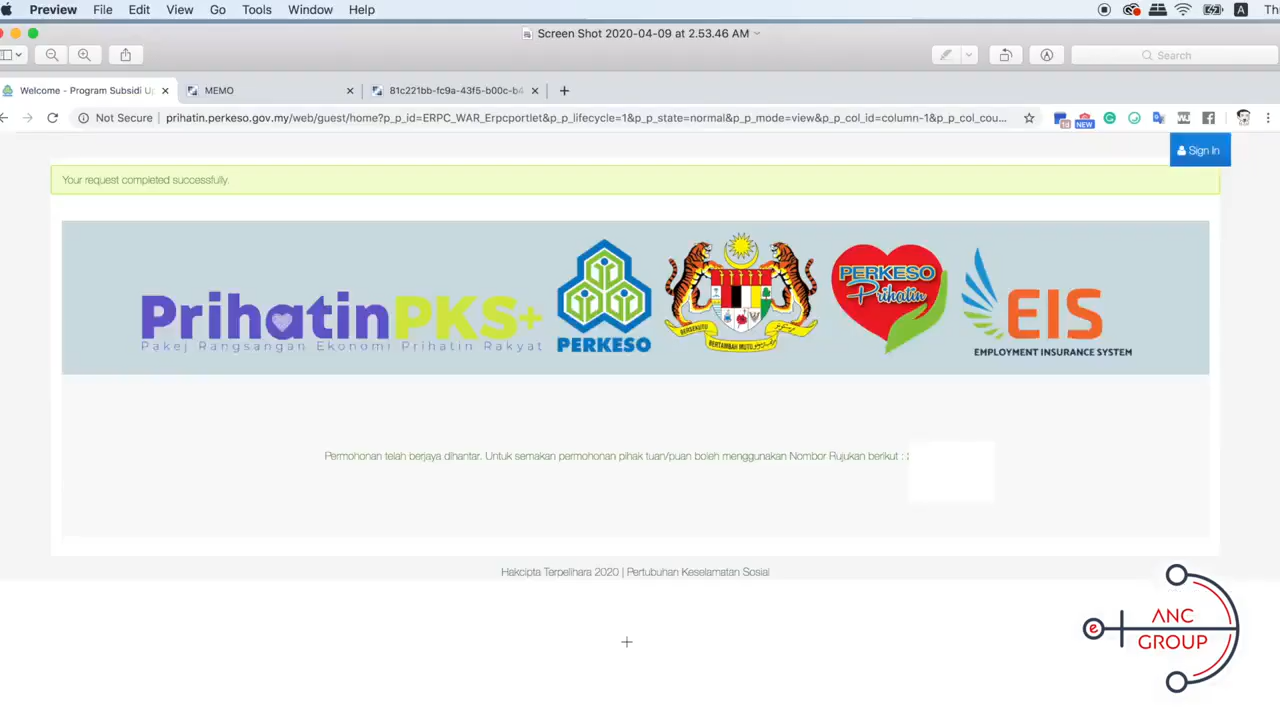 Preview File Edit View Go Tools Window Help
Screen Shot 2020-04-09 at 2.53.46 AM
Search
Welcome - Program Subsidi U
MEMO
81c221bb-fc9a-43f5-b00c-b4
Not Secure prihatin.perkeso.gov.my/web/guest/home?p_p_id=ERPC_WAR_Erpcportlet&p_p_lifecycle=1&p_p_state=normal&p_p_mode=view&p_p_col_id=column-1&p_p_col_cou...
NEW
Sign In
Your request completed successfully.
PrihatinPKS+
Pakej Rangsangan Ekonomi Prihatin Rakyat
PERKESO
BERSEKUTU BERTAMBAH MUTU
PERKESO
Prihatin
EIS
EMPLOYMENT INSURANCE SYSTEM
Permohonan telah berjaya dihantar. Untuk semakan permohonan pihak tuan/puan boleh menggunakan Nombor Rujukan berikut :
Hakcipta Terpelihara 2020 | Pertubuhan Keselamatan Sosial
e
ANC
GROUP